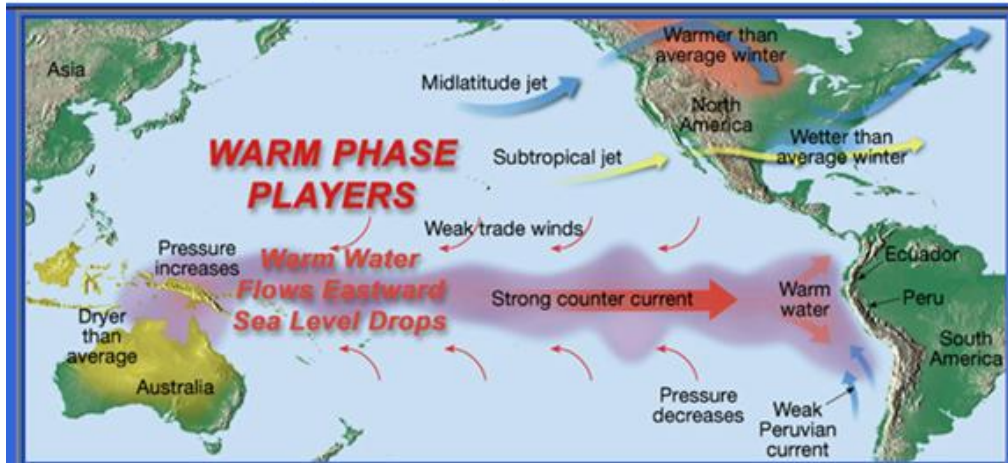 Asia
Warmer than
average winter
Midlatitude jet
North
America
WARM PHASE
PLAYERS
Subtropical jet
Wetter than
average winter
Weak trade winds
Pressure
increases
Warm Water
Flows Eastward
Sea Level Drops
Strong counter current
Warm
water
Ecuador
Peru
Dryer
than
average
Australia
South
America
Pressure
decreases
Weak
Peruvian
current